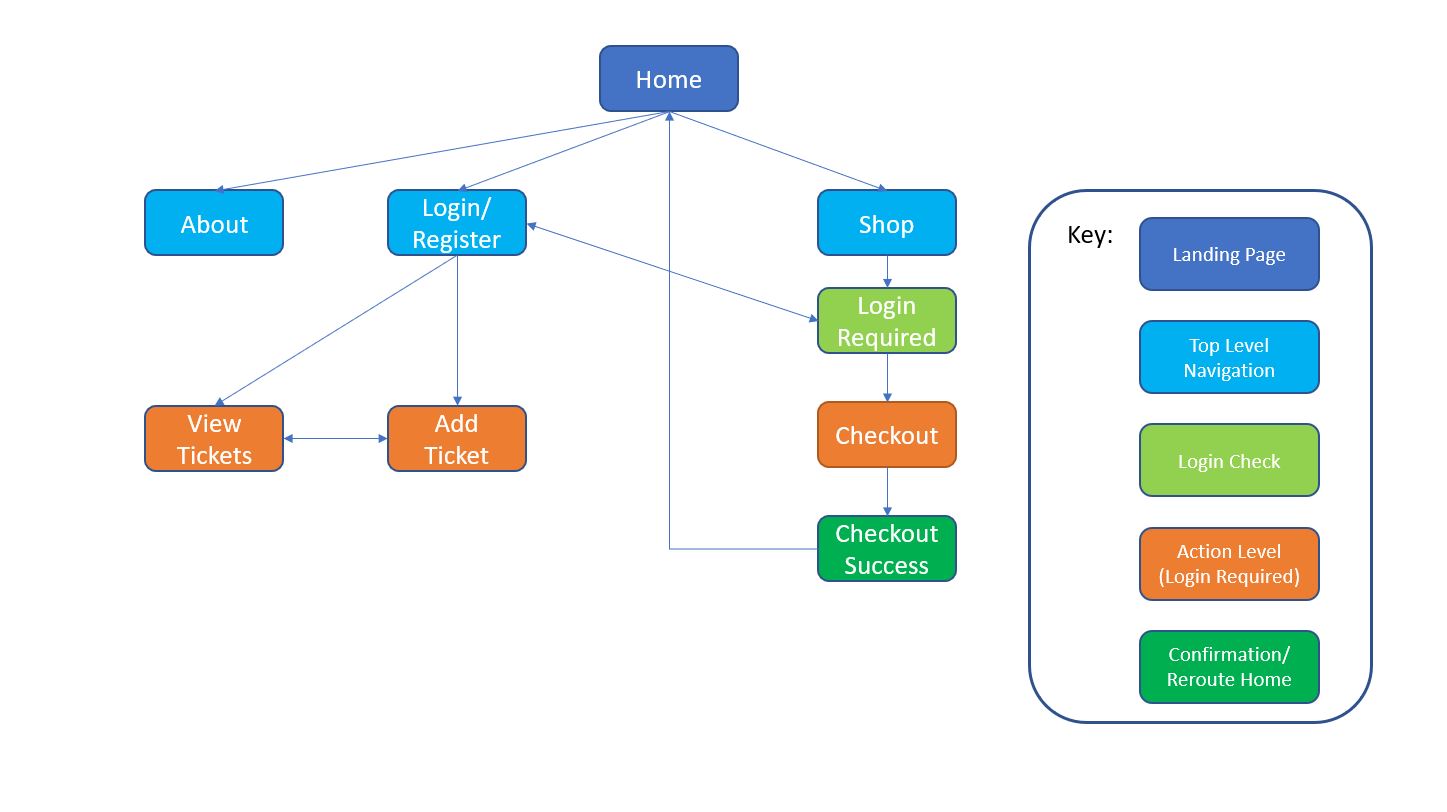 Home
About
Login/
Register
Shop
Login
Required
View
Tickets
Add
Ticket
Checkout
Checkout
Success
Key:
Landing Page
Top Level
Navigation
Login Check
Action Level
(Login Required)
Confirmation/
Reroute Home